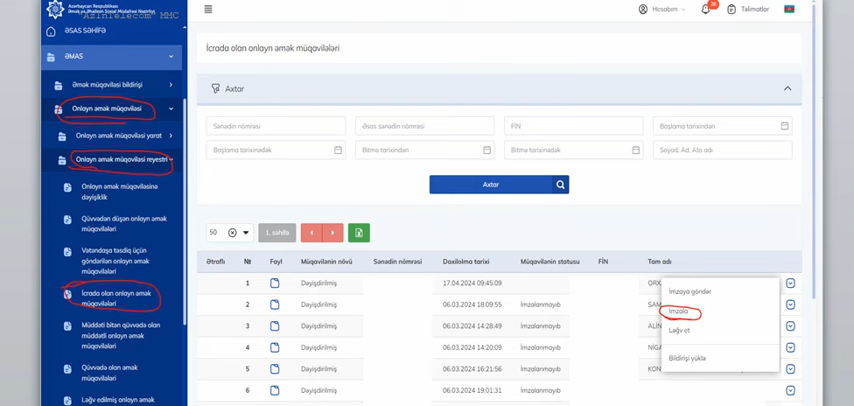 Azərbaycan Respublikası
Əmək və Əhalinin Sosial Müdafiəsi Nazirliyi
"Azintelecom" MMC
Hesabım
28
Təlimatlar
ƏSAS SƏHİFƏ
ƏMAS
Əmək müqaviləsi bildirişi
Onlayn əmək müqaviləsi
Onlayn əmək müqaviləsi yarat
Onlayn əmək müqaviləsi reyestri
Onlayn əmək müqaviləsinə
dəyişiklik
Qüvvədən düşən onlayn əmək
müqavilələri
Vətəndaşa təsdiq üçün
göndərilən onlayn əmək
müqavilələri
İcrada olan onlayn əmək
müqavilələri
Müddəti bitən qüvvədə olan
müddətli onlayn əmək
müqavilələri
Qüvvədə olan əmək
müqavilələri
Ləğv edilmiş onlayn əmək
İcrada olan onlayn əmək müqavilələri
Axtar
Sənədin nömrəsi
Əsas sənədin nömrəsi
FİN
Başlama tarixindən
Başlama tarixinədək
Bitmə tarixindən
Bitmə tarixinədək
Soyad, Ad, Ata adı
Axtar
50
1. səhifə
Ətraflı № Fayl Müqavilənin növü Sənədin nömrəsi Daxilolma tarixi Müqavilənin statusu FİN Tam adı
1 Dəyişdirilmiş 17.04.2024 09:45:09 ORX
2 Dəyişdirilmiş 06.03.2024 18:09:55 İmzalanmayıb SAM
3 Dəyişdirilmiş 06.03.2024 14:28:49 İmzalanmayıb ALİN
4 Dəyişdirilmiş 06.03.2024 14:20:09 İmzalanmayıb NİGA
5 Dəyişdirilmiş 06.03.2024 16:21:56 İmzalanmayıb KON
6 Dəyişdirilmiş 06.03.2024 19:01:31 İmzalanmayıb
İmzaya göndər
İmzala
Ləğv et
Bildirişi yüklə